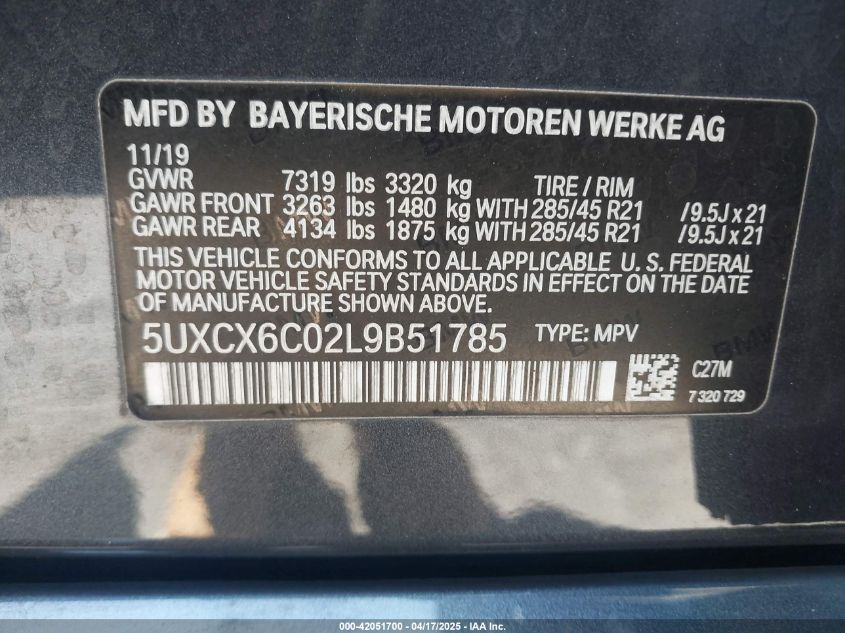 MFD BY BAYERISCHE MOTOREN WERKE AG
11/19
GVWR 7319 lbs 3320 kg TIRE / RIM
GAWR FRONT 3263 lbs 1480 kg WITH 285/45 R21 /9.5J x 21
GAWR REAR 4134 lbs 1875 kg WITH 285/45 R21 /9.5J x 21
THIS VEHICLE CONFORMS TO ALL APPLICABLE U. S. FEDERAL
MOTOR VEHICLE SAFETY STANDARDS IN EFFECT ON THE DATE
OF MANUFACTURE SHOWN ABOVE.
5UXCX6C02L9B51785 TYPE: MPV
C27M
7 320 729
000-42051700 - 04/17/2025 - IAA Inc.